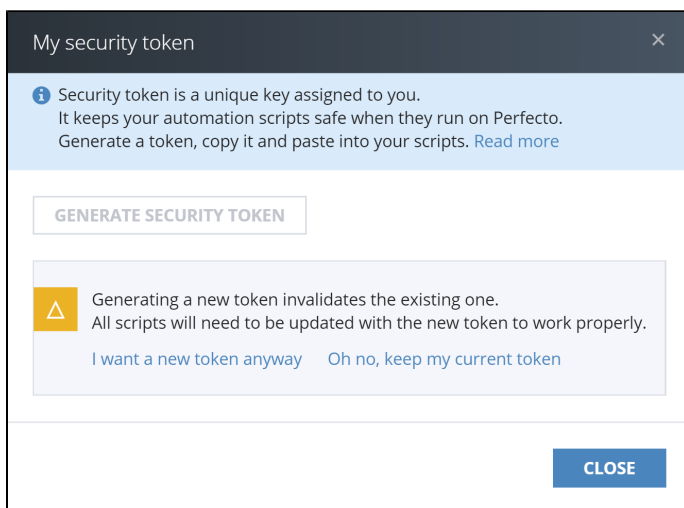 My security token
Security token is a unique key assigned to you.
It keeps your automation scripts safe when they run on Perfecto.
Generate a token, copy it and paste into your scripts. Read more
GENERATE SECURITY TOKEN
Generating a new token invalidates the existing one.
All scripts will need to be updated with the new token to work properly.
I want a new token anyway Oh no, keep my current token
CLOSE